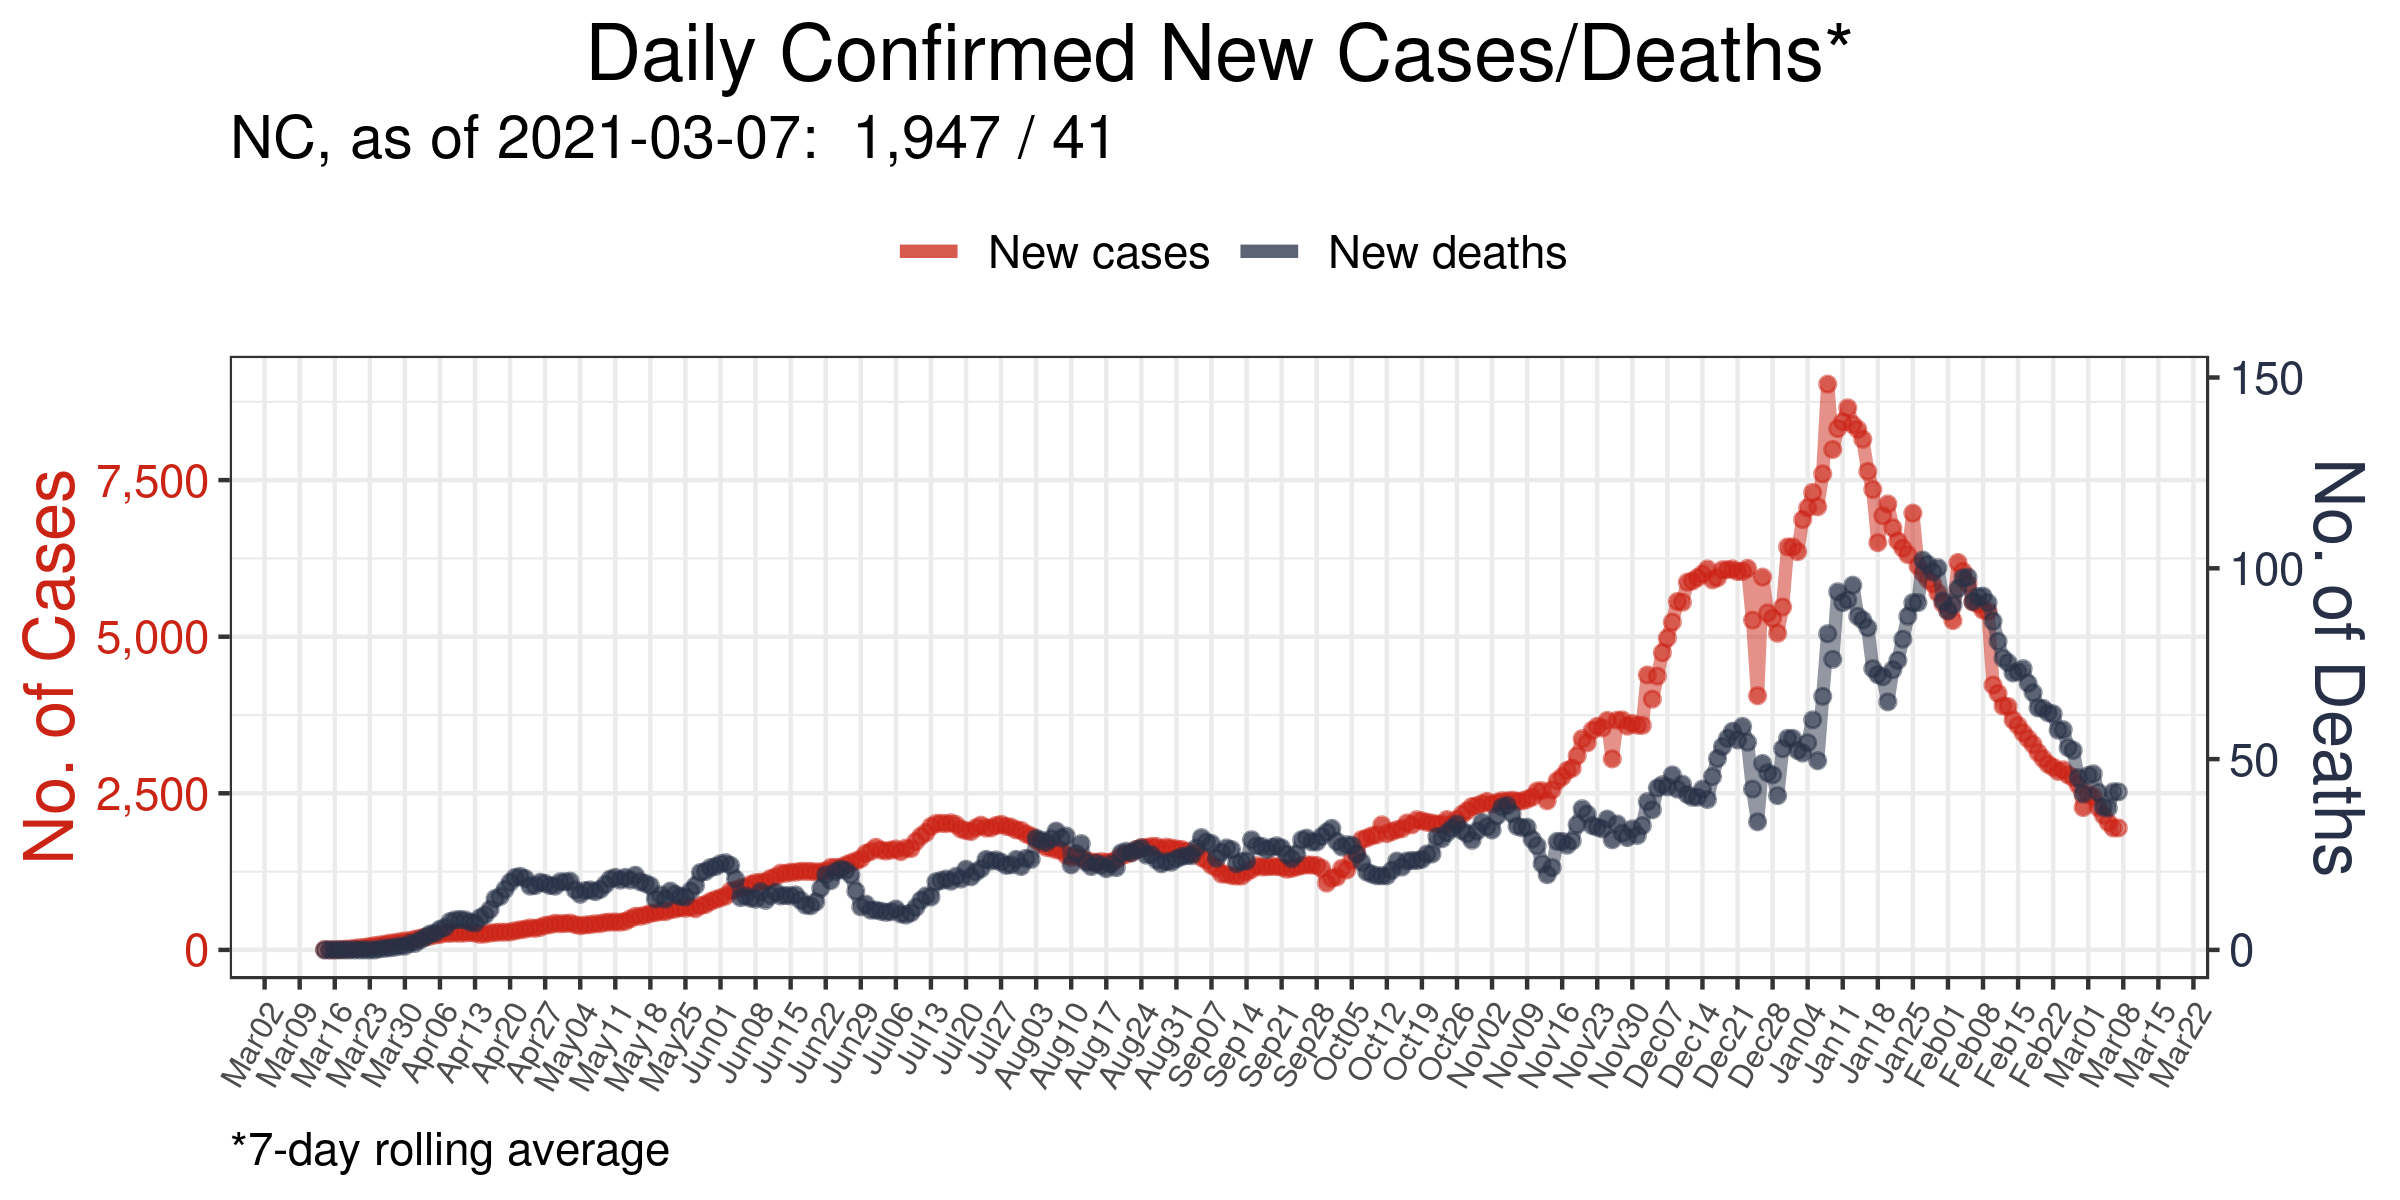 Daily Confirmed New Cases/Deaths*
NC, as of 2021-03-07:  1,947 / 41
New cases
New deaths
No. of Cases
7,500
5,000
2,500
0
150
100
50
0
No. of Deaths
Mar02
Mar09
Mar16
Mar23
Mar30
Apr06
Apr13
Apr20
Apr27
May04
May11
May18
May25
Jun01
Jun08
Jun15
Jun22
Jun29
Jul06
Jul13
Jul20
Jul27
Aug03
Aug10
Aug17
Aug24
Aug31
Sep07
Sep14
Sep21
Sep28
Oct05
Oct12
Oct19
Oct26
Nov02
Nov09
Nov16
Nov23
Nov30
Dec07
Dec14
Dec21
Dec28
Jan04
Jan11
Jan18
Jan25
Feb01
Feb08
Feb15
Feb22
Mar01
Mar08
Mar15
Mar22
*7-day rolling average